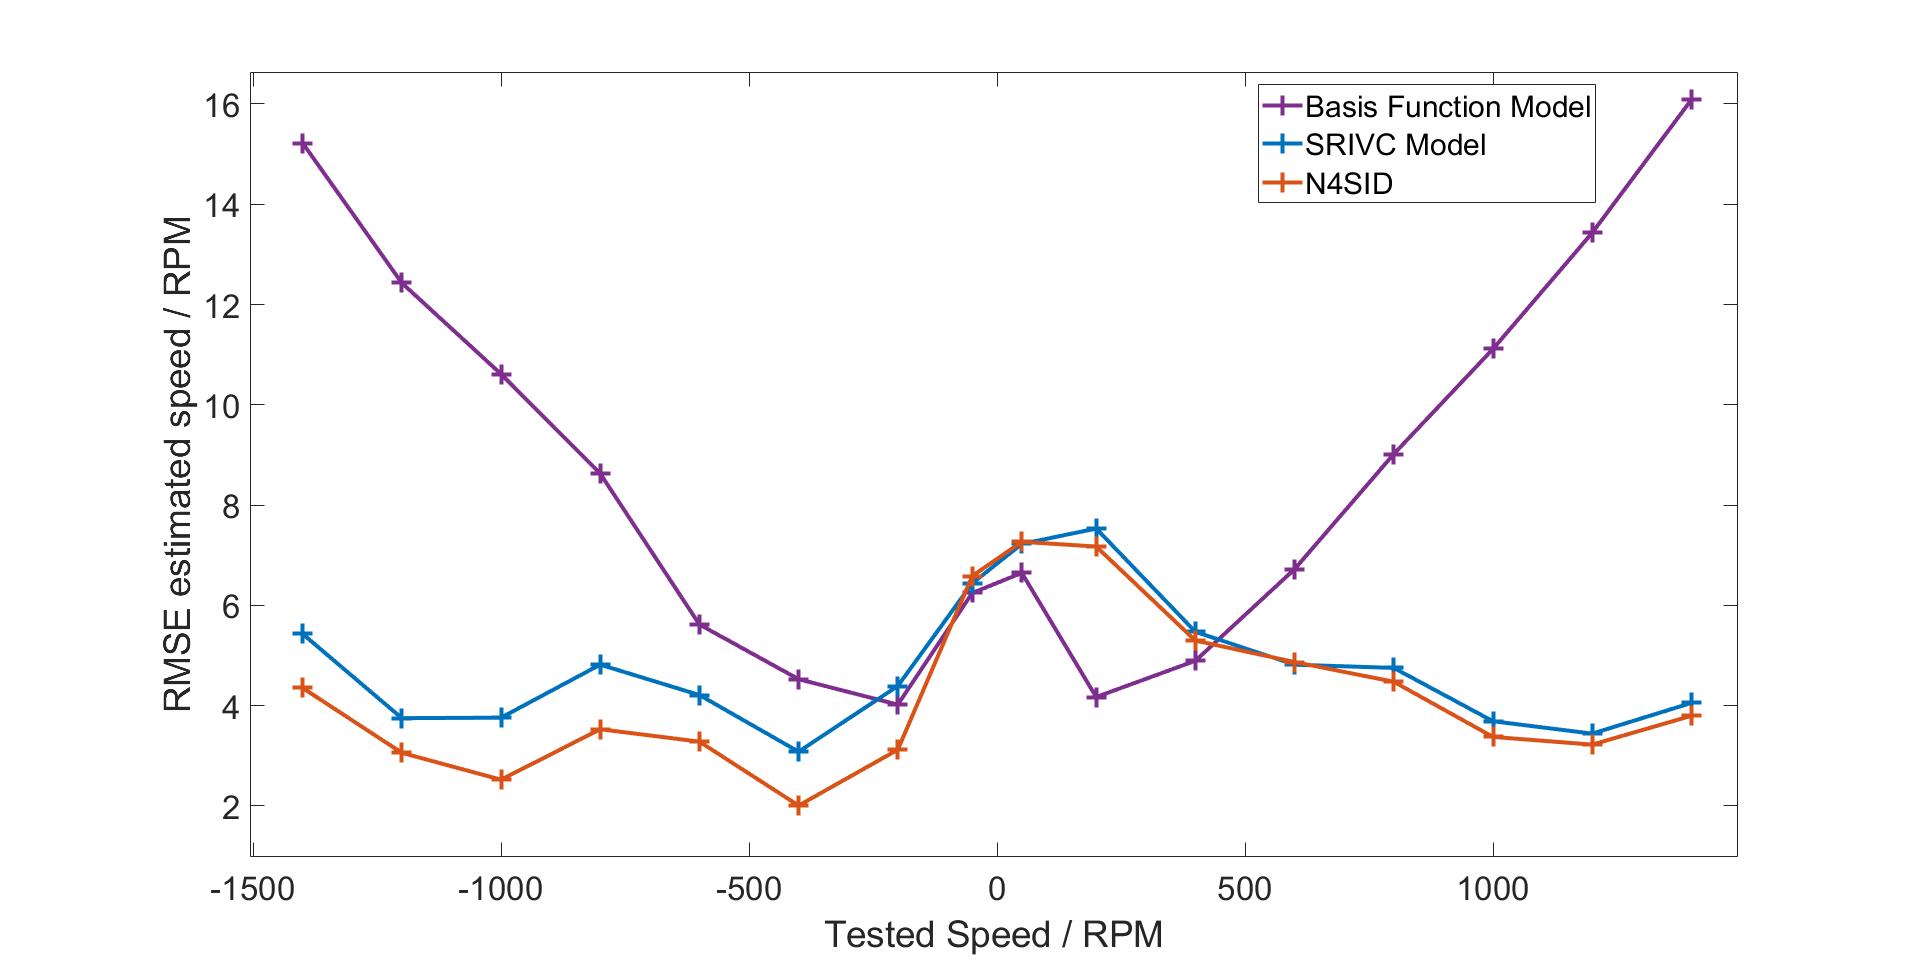 Basis Function Model
SRIVC Model
N4SID
RMSE estimated speed / RPM
16
14
12
10
8
6
4
2
-1500
-1000
-500
0
500
1000
Tested Speed / RPM